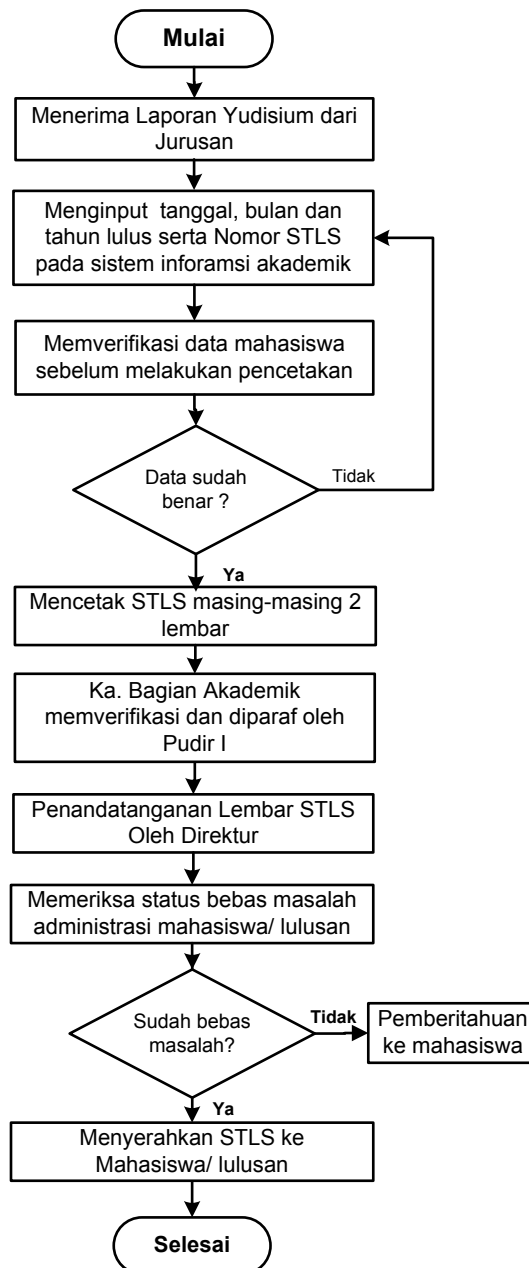 Mulai
Menerima Laporan Yudisium dari
Jurusan
Menginput tanggal, bulan dan
tahun lulus serta Nomor STLS
pada sistem inforamsi akademik
Memverifikasi data mahasiswa
sebelum melakukan pencetakan
Data sudah
benar ?
Tidak
Ya
Mencetak STLS masing-masing 2
lembar
Ka. Bagian Akademik
memverifikasi dan diparaf oleh
Pudir I
Penandatanganan Lembar STLS
Oleh Direktur
Memeriksa status bebas masalah
administrasi mahasiswa/ lulusan
Sudah bebas
masalah?
Tidak
Pemberitahuan
ke mahasiswa
Ya
Menyerahkan STLS ke
Mahasiswa/ lulusan
Selesai